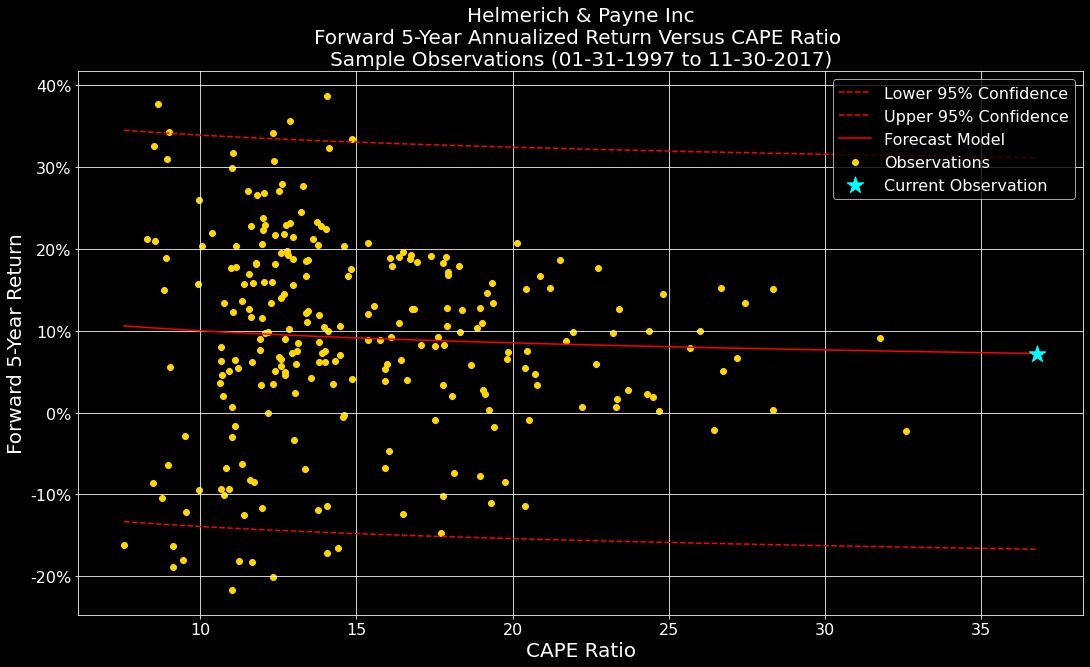 Helmerich & Payne Inc
Forward 5-Year Annualized Return Versus CAPE Ratio
Sample Observations (01-31-1997 to 11-30-2017)
Lower 95% Confidence
Upper 95% Confidence
Forecast Model
Observations
Current Observation
Forward 5-Year Return
40%
30%
20%
10%
0%
-10%
-20%
10
15
20
25
30
35
CAPE Ratio